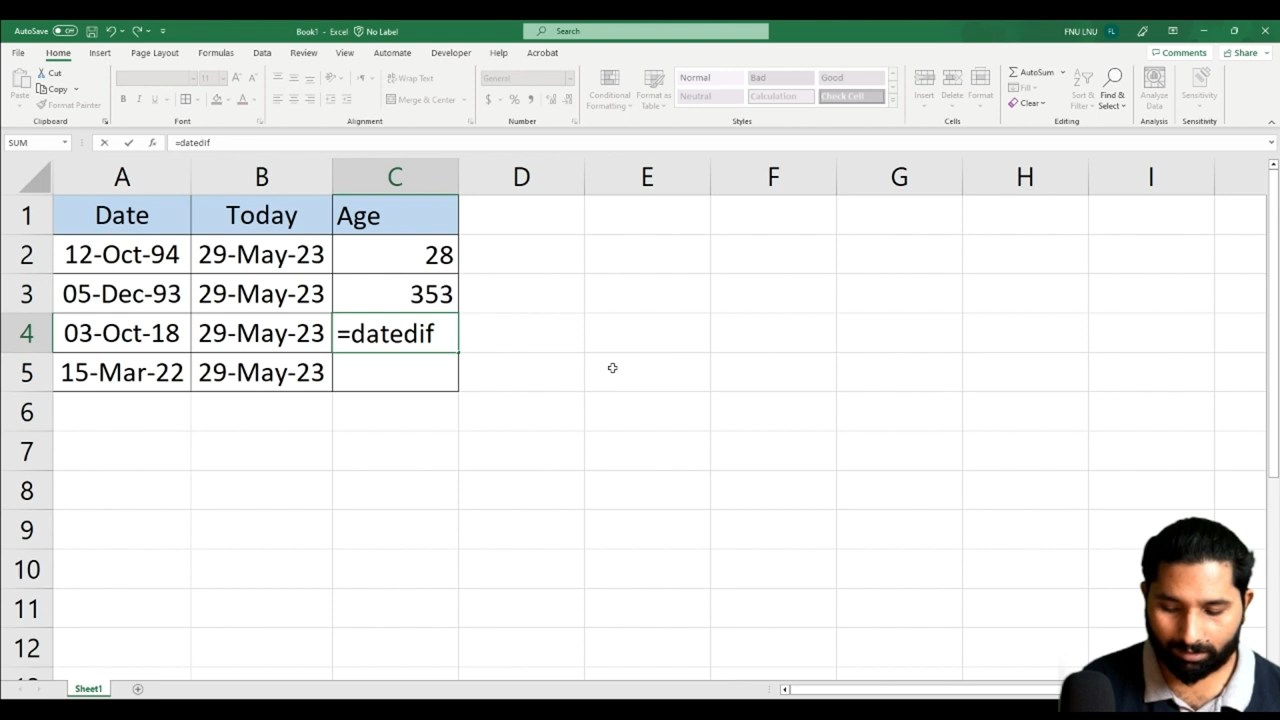 AutoSave Off Book1 - Excel No Label Search FNU LNU FL
File Home Insert Page Layout Formulas Data Review View Automate Developer Help Acrobat Comments Share
Paste Cut Copy Format Painter
Clipboard
11 A A
B I U A
Font
Wrap Text
Merge & Center
Alignment
General
$ % ,
Number
Conditional Formatting Format as Table
Normal Bad Good
Neutral Calculation Check Cell
Styles
Insert Delete Format
Cells
AutoSum
Fill
Clear
Sort & Filter Find & Select
Editing
Analyze Data
Analysis
Sensitivity
Sensitivity
SUM fx =datedif
A B C D E F G H I
1 Date Today Age
2 12-Oct-94 29-May-23 28
3 05-Dec-93 29-May-23 353
4 03-Oct-18 29-May-23 =datedif
5 15-Mar-22 29-May-23
6
7
8
9
10
11
12
Sheet1